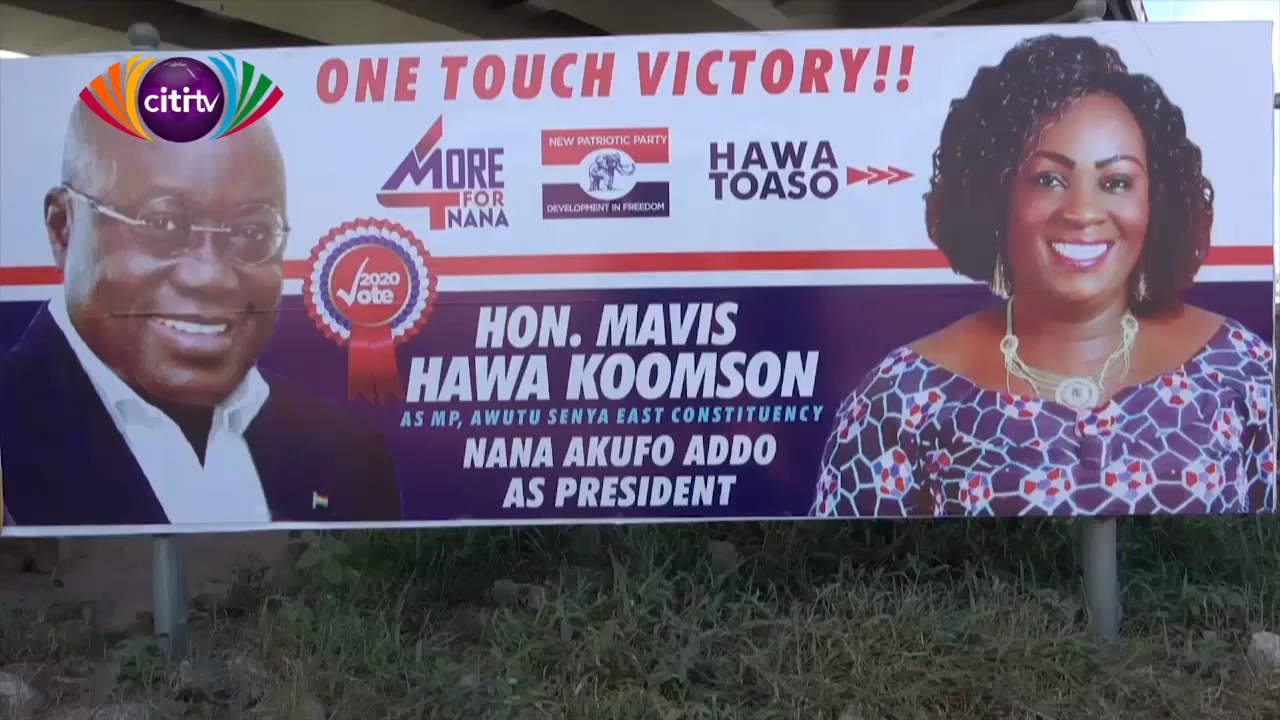 citi tv
ONE TOUCH VICTORY!!
4 MORE
FOR
NANA
NEW PATRIOTIC PARTY
DEVELOPMENT IN FREEDOM
HAWA
TOASO
2020
Vote
HON. MAVIS
HAWA KOOMSON
AS MP, AWUTU SENYA EAST CONSTITUENCY
NANA AKUFO ADDO
AS PRESIDENT